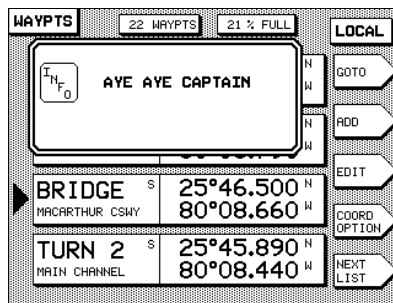 WAYPTS
22 WAYPTS
21 % FULL
LOCAL
INFO
AYE AYE CAPTAIN
N
W
GOTO
N
W
ADD
EDIT
BRIDGE S 25°46.500 N
MACARTHUR CSWY 80°08.660 W
COORD
OPTION
TURN 2 S 25°45.890 N
MAIN CHANNEL 80°08.440 W
NEXT
LIST